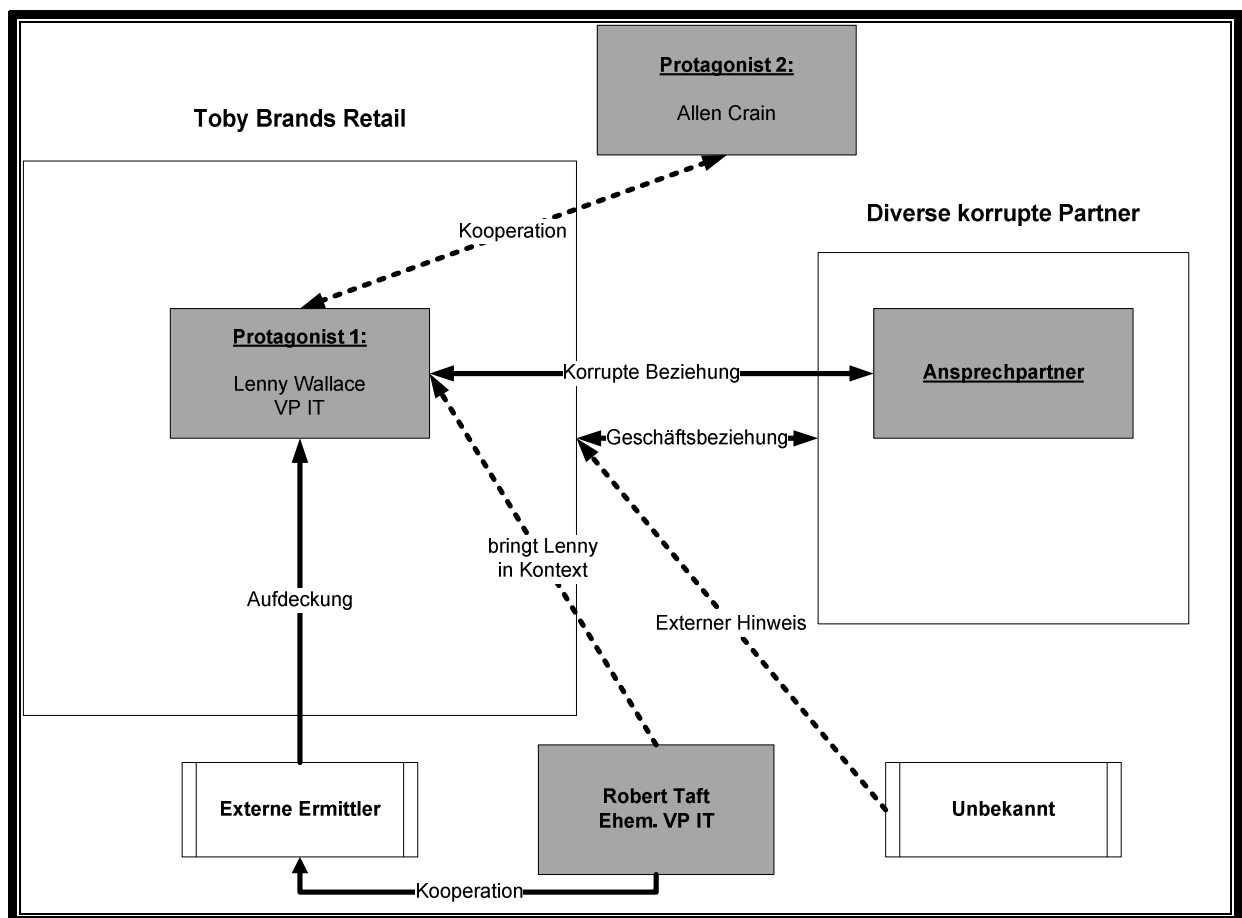 Protagonist 2:
Allen Crain
Toby Brands Retail
Diverse korrupte Partner
Kooperation
Protagonist 1:
Lenny Wallace
VP IT
Korrupte Beziehung
Ansprechpartner
Geschäftsbeziehung
bringt Lenny
in Kontext
Aufdeckung
Externer Hinweis
Externe Ermittler
Robert Taft
Ehem. VP IT
Unbekannt
Kooperation